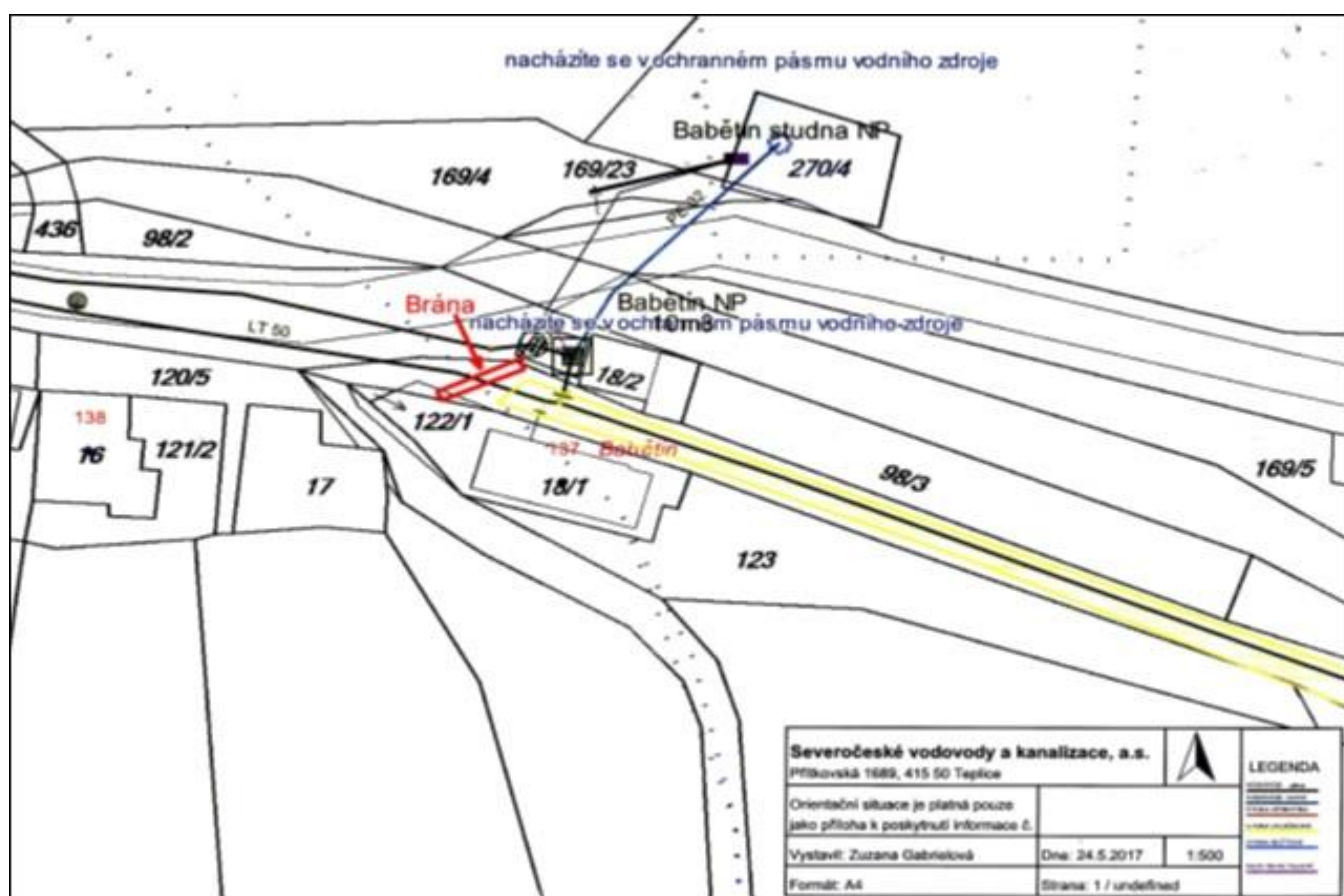 nacházíte se v ochranném pásmu vodního zdroje
Babětín studna NP
169/4
169/23
270/4
436
98/2
Babětín NP
10m3
Brána
nacházíte se v ochranném pásmu vodního zdroje
LT 50
120/5
18/2
122/1
138
16
121/2
17
137 Babětín
18/1
98/3
169/5
123
Severočeské vodovody a kanalizace, a.s.
Přítkovská 1689, 415 50 Teplice
LEGENDA
Orientační situace je platná pouze
jako příloha k poskytnutí informace č.
Vystavil: Zuzana Gabrielová
Dne: 24.5.2017
1:500
Formát: A4
Strana: 1 / undefined